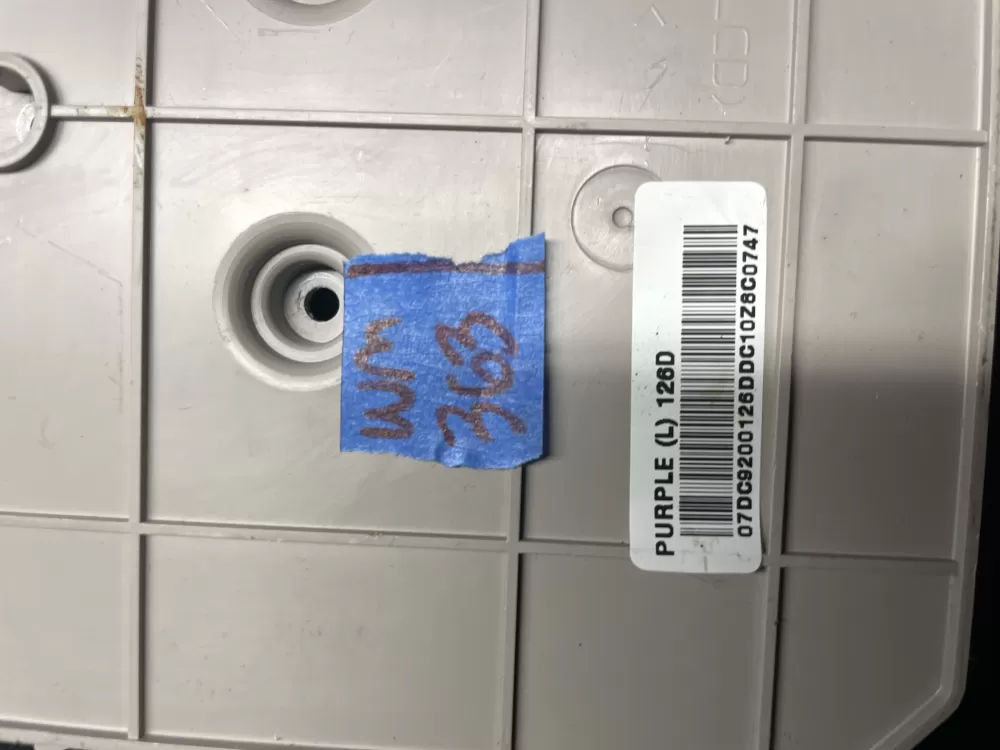 WM
363
PURPLE (L) 126D
07DC9200126DDC10Z8C0747